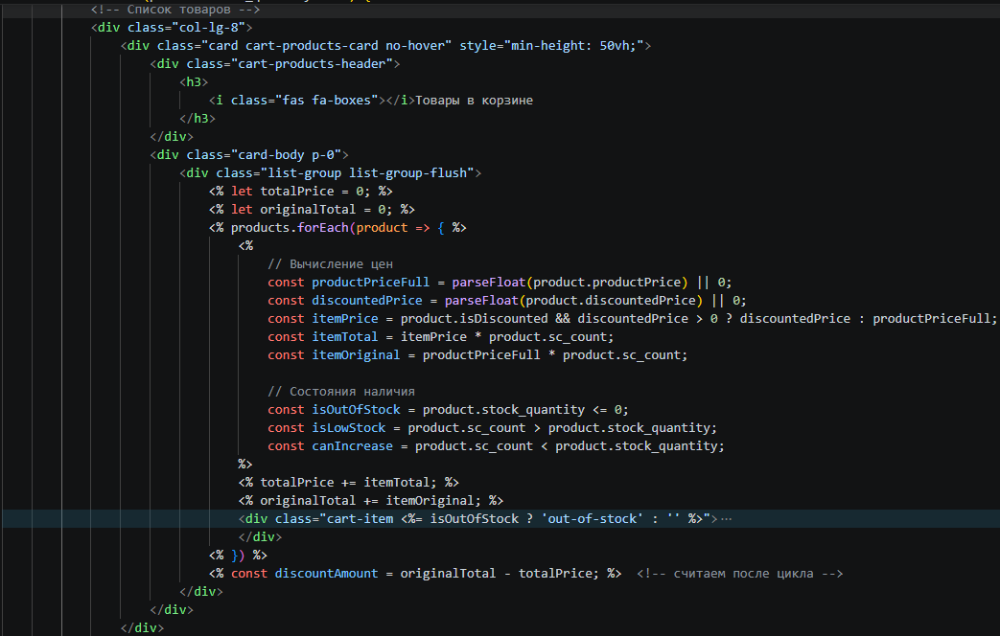 <!-- Список товаров -->
<div class="col-lg-8">
<div class="card cart-products-card no-hover" style="min-height: 50vh;">
<div class="cart-products-header">
<h3>
<i class="fas fa-boxes"></i>Товары в корзине
</h3>
</div>
<div class="card-body p-0">
<div class="list-group list-group-flush">
<% let totalPrice = 0; %>
<% let originalTotal = 0; %>
<% products.forEach(product => { %>
<%
// Вычисление цен
const productPriceFull = parseFloat(product.productPrice) || 0;
const discountedPrice = parseFloat(product.discountedPrice) || 0;
const itemPrice = product.isDiscounted && discountedPrice > 0 ? discountedPrice : productPriceFull;
const itemTotal = itemPrice * product.sc_count;
const itemOriginal = productPriceFull * product.sc_count;
// Состояния наличия
const isOutOfStock = product.stock_quantity <= 0;
const isLowStock = product.sc_count > product.stock_quantity;
const canIncrease = product.sc_count < product.stock_quantity;
%>
<% totalPrice += itemTotal; %>
<% originalTotal += itemOriginal; %>
<div class="cart-item <%= isOutOfStock ? 'out-of-stock' : '' %>">⋯
</div>
<% }) %>
<% const discountAmount = originalTotal - totalPrice; %> <!-- считаем после цикла -->
</div>
</div>
</div>